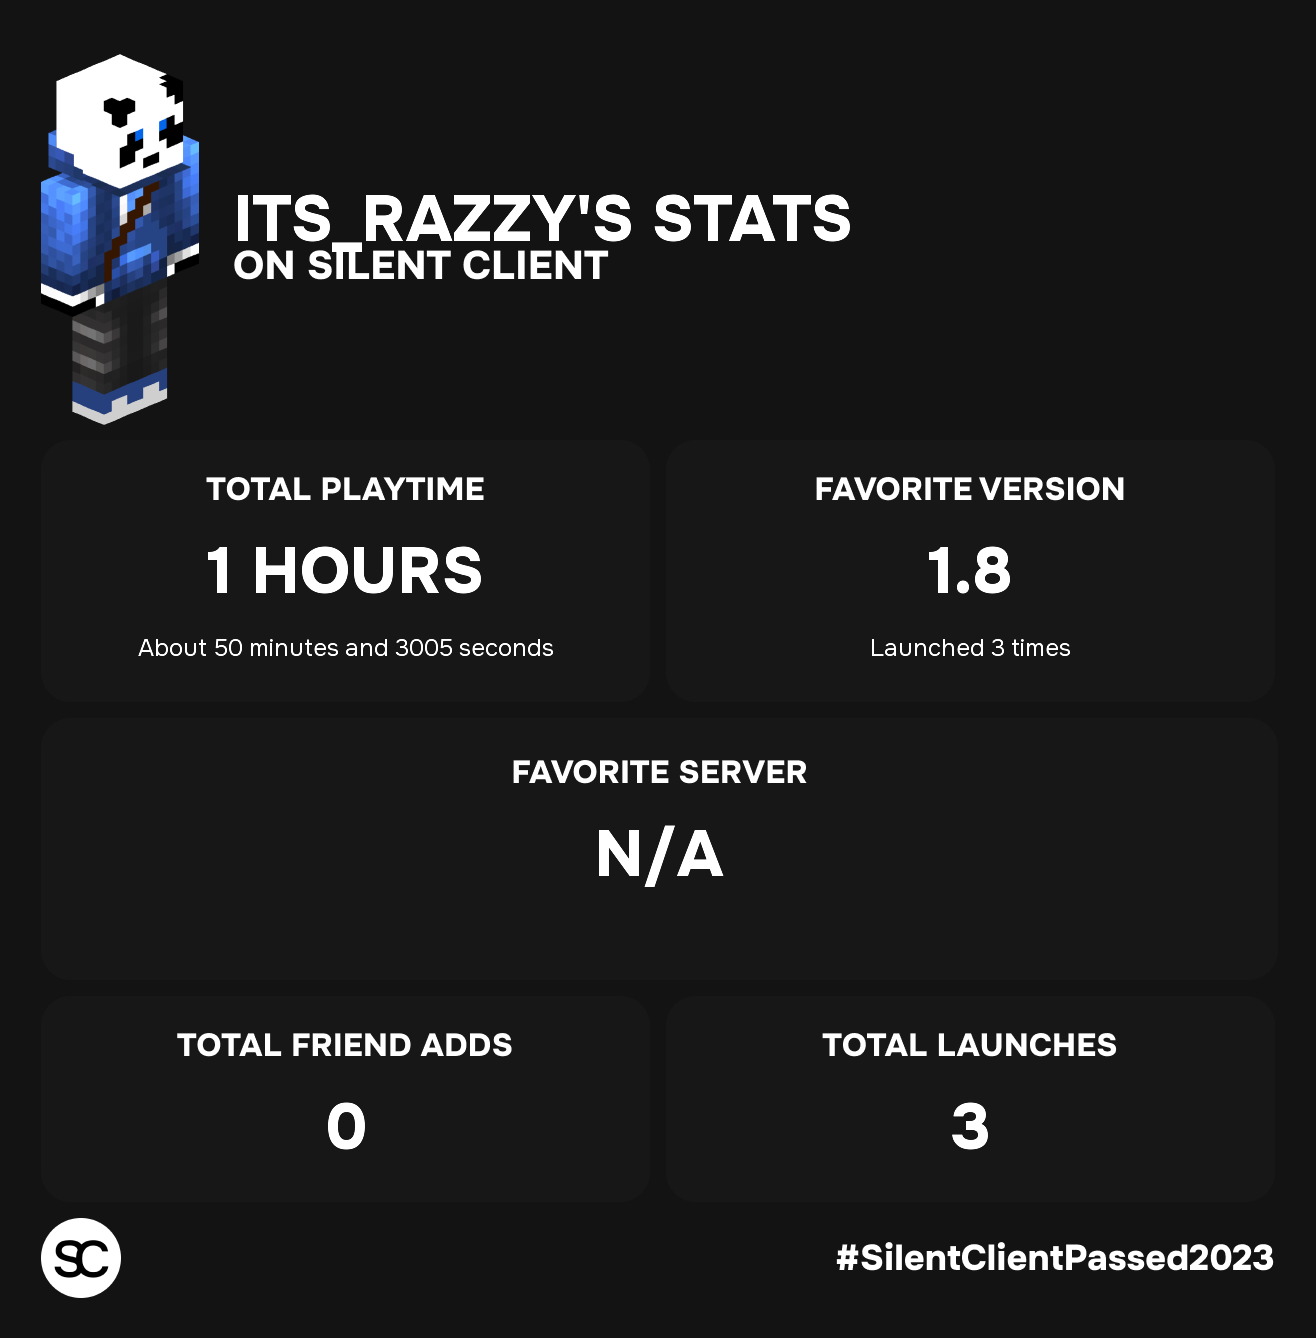 ITS_RAZZY'S STATS
ON SILENT CLIENT
TOTAL PLAYTIME
1 HOURS
About 50 minutes and 3005 seconds
FAVORITE VERSION
1.8
Launched 3 times
FAVORITE SERVER
N/A
TOTAL FRIEND ADDS
0
TOTAL LAUNCHES
3
SC
#SilentClientPassed2023